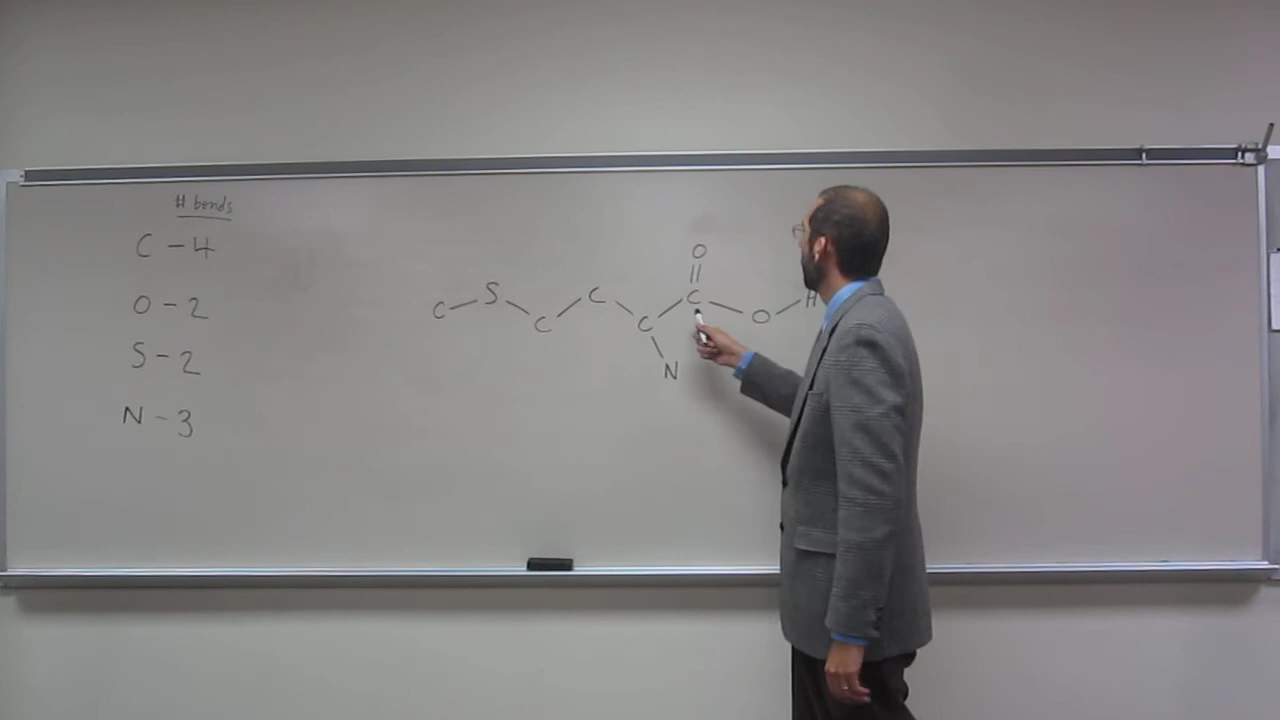 # bonds
C - 4
O - 2
S - 2
N - 3
O
C S C C C C O H
N